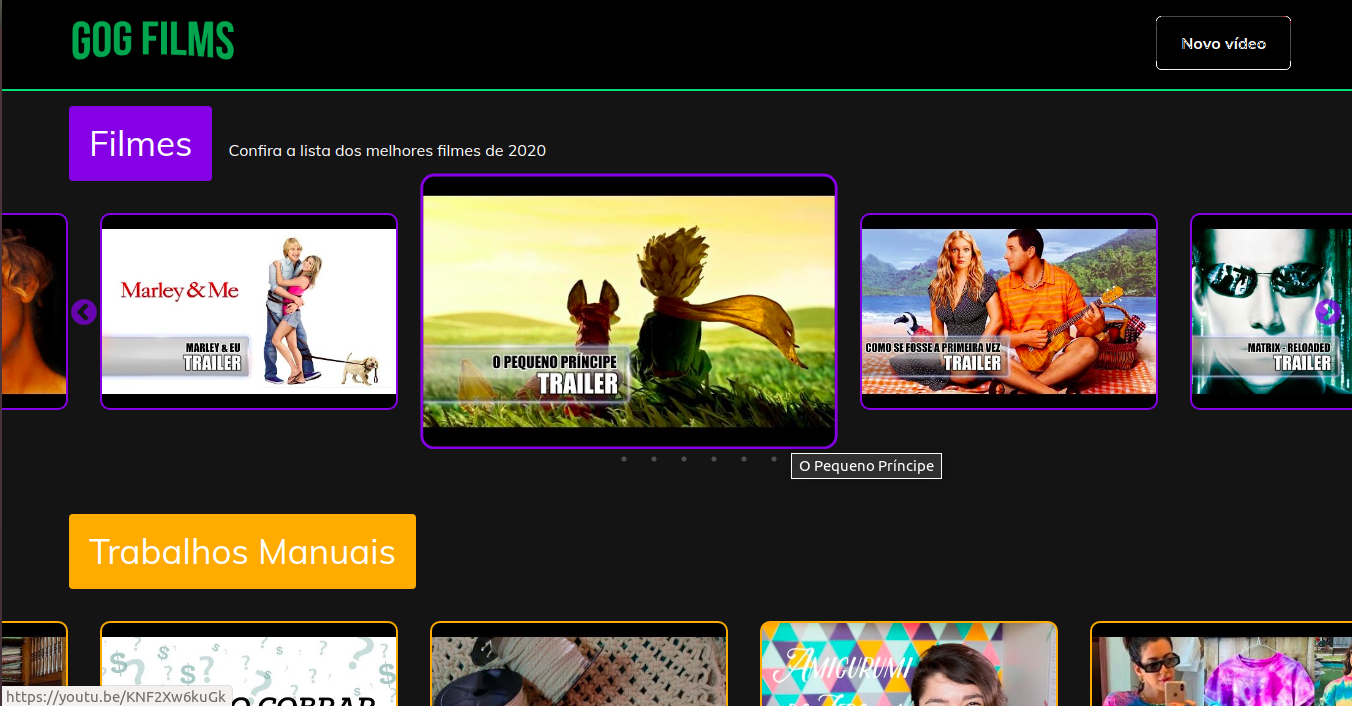 GOG FILMS
Novo vídeo
Filmes
Confira a lista dos melhores filmes de 2020
Marley & Me
MARLEY & EU
TRAILER
O PEQUENO PRÍNCIPE
TRAILER
COMO SE FOSSE A PRIMEIRA VEZ
TRAILER
MATRIX - RELOADED
TRAILER
O Pequeno Príncipe
Trabalhos Manuais
AMIGURUMI
O COBRAR
https://youtu.be/KNF2Xw6kuGk